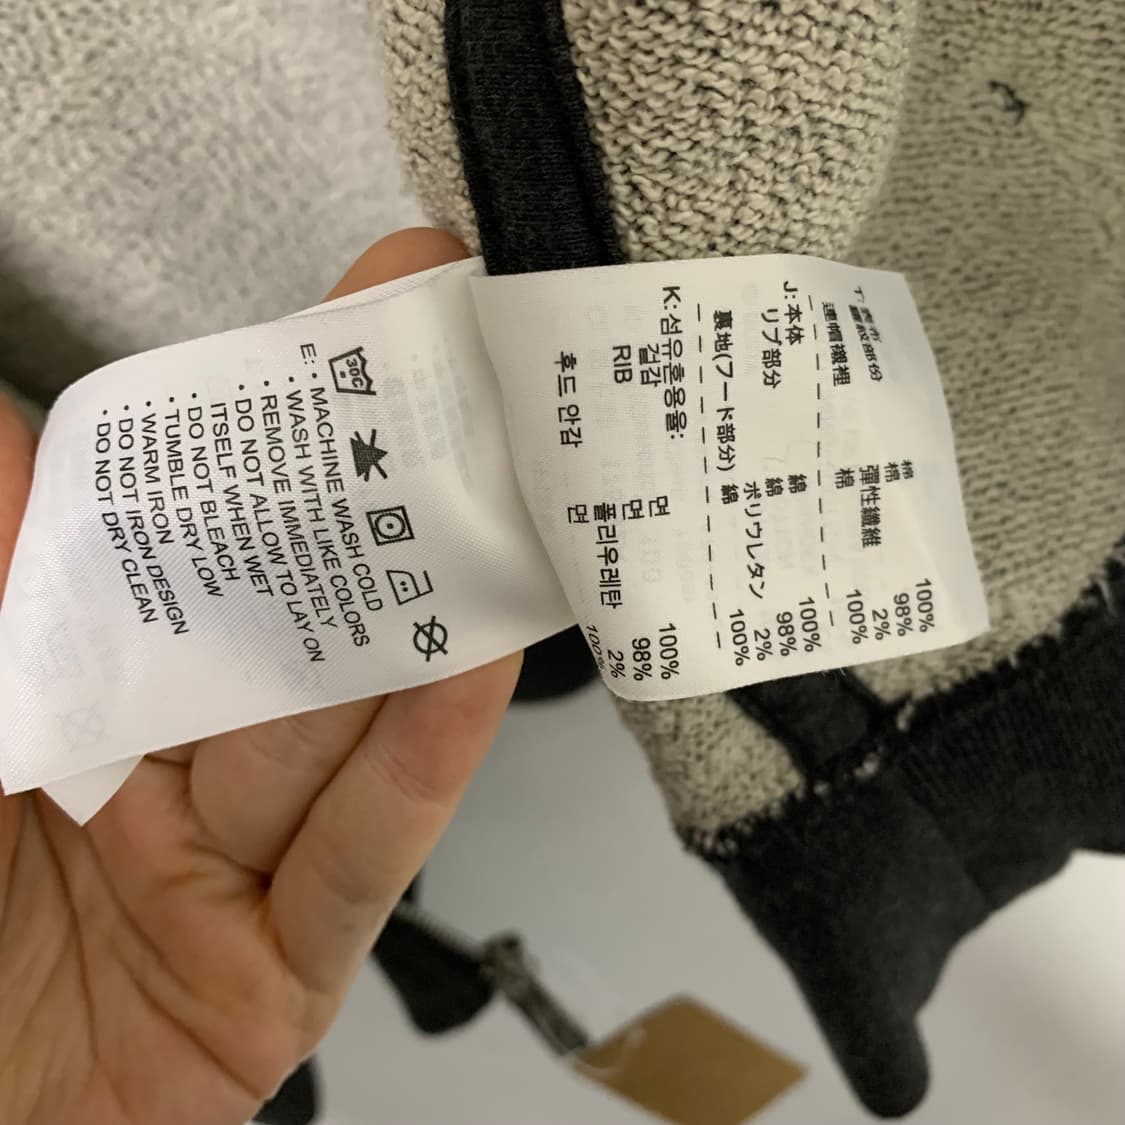 30C
E: • MACHINE WASH COLD
• WASH WITH LIKE COLORS
• REMOVE IMMEDIATELY
• DO NOT ALLOW TO LAY ON
ITSELF WHEN WET
• DO NOT BLEACH
• TUMBLE DRY LOW
• WARM IRON
• DO NOT IRON DESIGN
• DO NOT DRY CLEAN
T: 表布 棉 100%
羅紋部份 棉 98%
彈性纖維 2%
連帽襯裡 棉 100%
J: 本体 綿 100%
リブ部分 綿 98%
ポリウレタン 2%
裏地(フード部分) 綿 100%
K: 섬유혼용율:
겉감 면 100%
RIB 면 98%
폴리우레탄 2%
후드 안감 면 100%